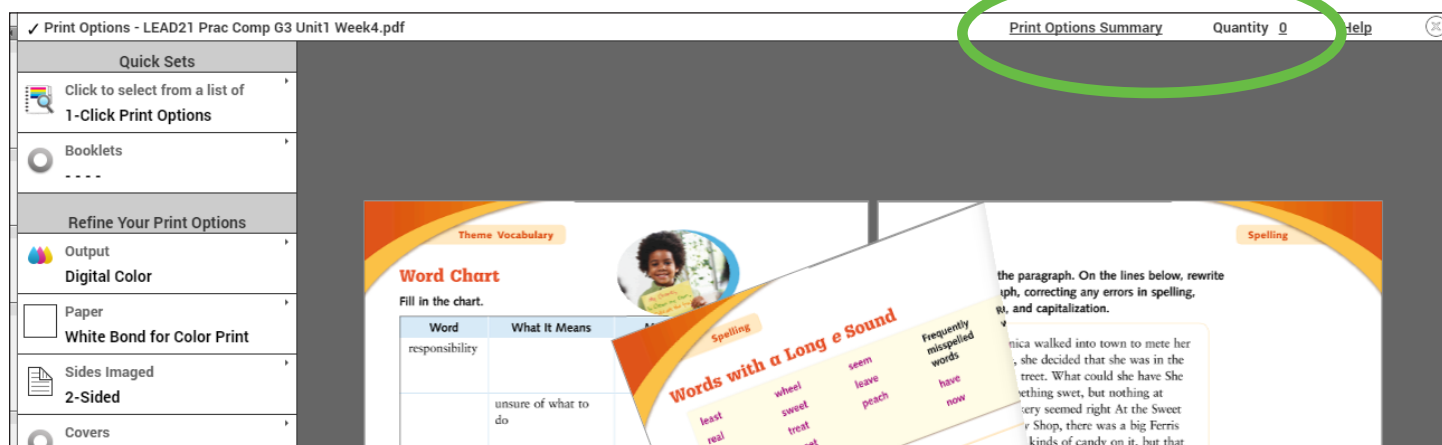 ✓ Print Options - LEAD21 Prac Comp G3 Unit1 Week4.pdf
Print Options Summary
Quantity 0
Help
Quick Sets
Click to select from a list of
1-Click Print Options
Booklets
- - - -
Refine Your Print Options
Output
Digital Color
Paper
White Bond for Color Print
Sides Imaged
2-Sided
Covers
Theme Vocabulary
Word Chart
Fill in the chart.
Word What It Means
responsibility
unsure of what to
do
Spelling
Words with a Long e Sound
Frequently
misspelled
words
least wheel seem have
real sweet leave now
treat peach
Spelling
the paragraph. On the lines below, rewrite
correcting any errors in spelling,
and capitalization.
walked into town to mete her
she decided that she was in the
treet. What could she have She
swet, but nothing at
seemed right At the Sweet
Shop, there was a big Ferris
kinds of candy on it, but that